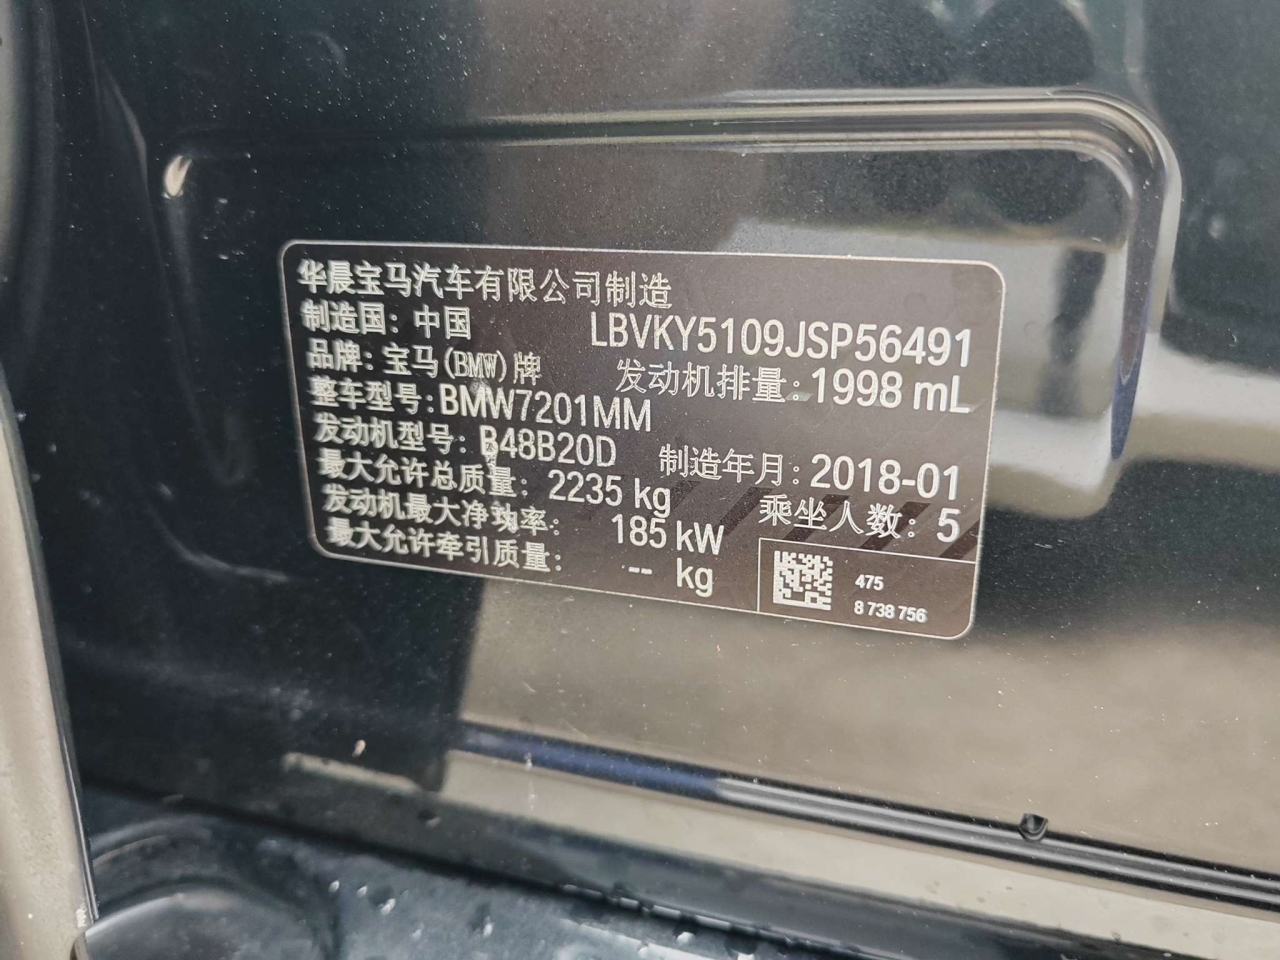 华晨宝马汽车有限公司制造
制造国：中国 LBVKY5109JSP56491
品牌：宝马(BMW)牌 发动机排量：1998 mL
整车型号：BMW7201MM
发动机型号：B48B20D 制造年月：2018-01
最大允许总质量：2235 kg 乘坐人数：5
发动机最大净功率：185 kW
最大允许牵引质量：-- kg
475
8 738 756